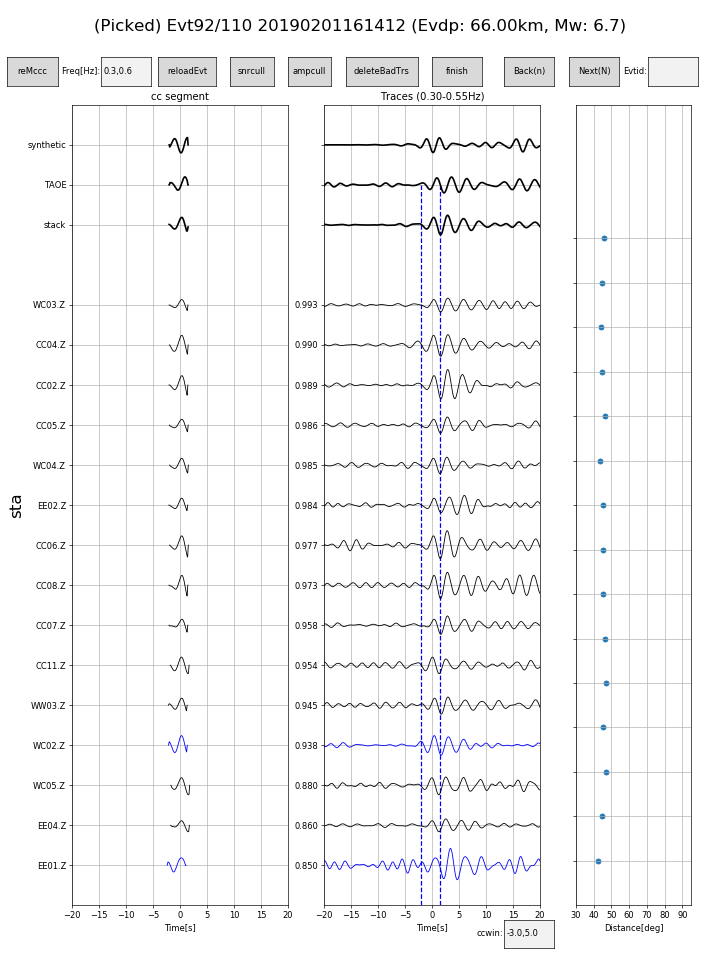 (Picked) Evt92/110 20190201161412 (Evdp: 66.00km, Mw: 6.7)
reMccc Freq[Hz]: 0.3,0.6 reloadEvt snrcull ampcull deleteBadTrs finish Back(n) Next(N) Evtid:
cc segment Traces (0.30-0.55Hz)
synthetic
TAOE
stack
WC03.Z 0.993
CC04.Z 0.990
CC02.Z 0.989
CC05.Z 0.986
WC04.Z 0.985
EE02.Z 0.984
sta
CC06.Z 0.977
CC08.Z 0.973
CC07.Z 0.958
CC11.Z 0.954
WW03.Z 0.945
WC02.Z 0.938
WC05.Z 0.880
EE04.Z 0.860
EE01.Z 0.850
−20 −15 −10 −5 0 5 10 15 20 −20 −15 −10 −5 0 5 10 15 20 30 40 50 60 70 80 90
Time[s] Time[s] Distance[deg]
ccwin: -3.0,5.0